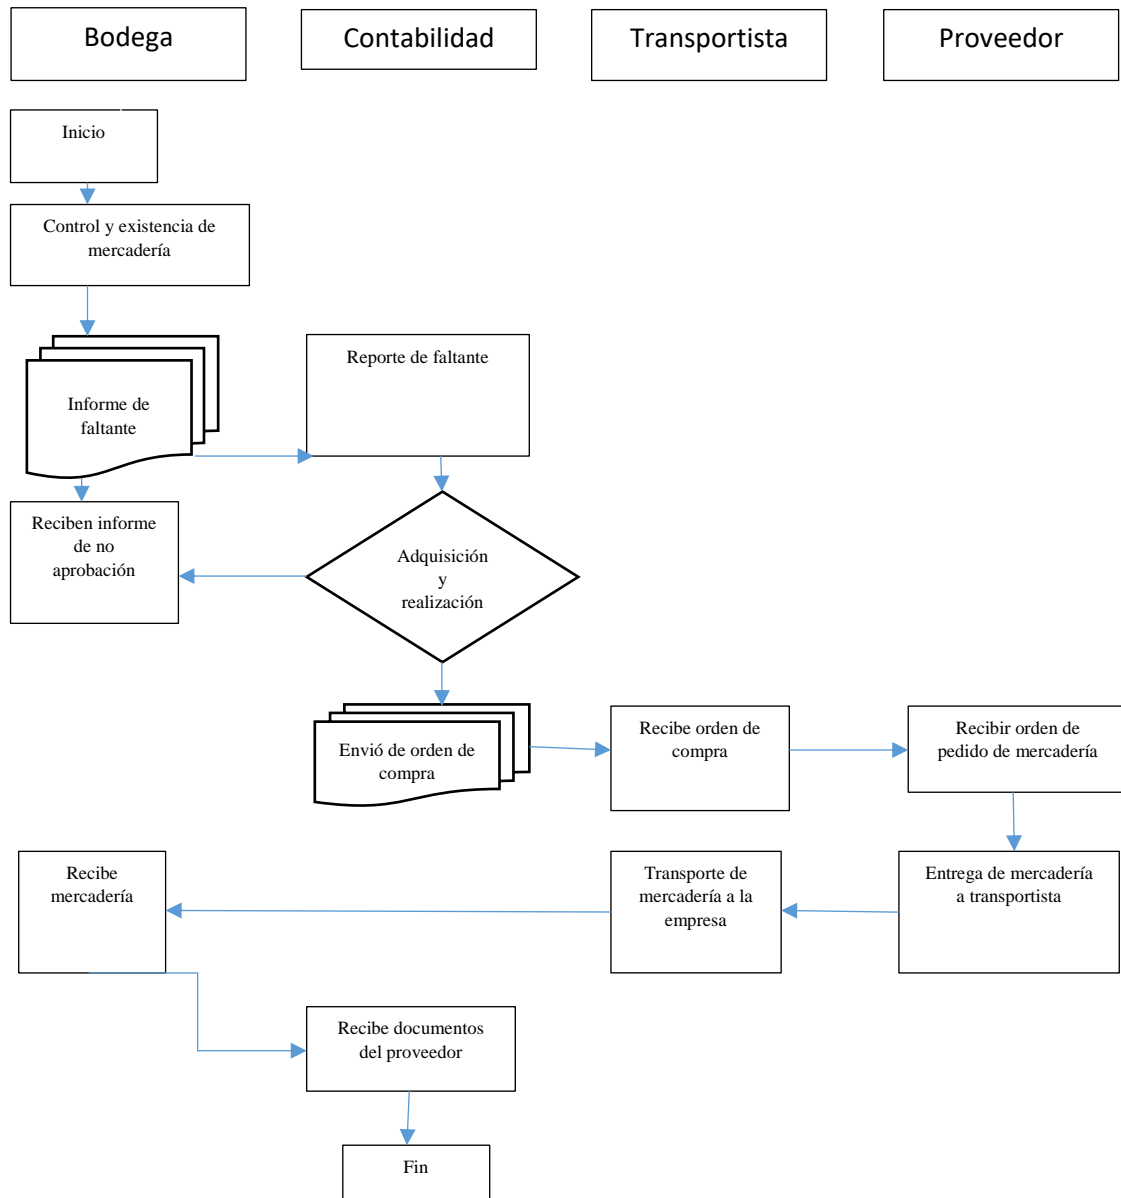 Bodega
Contabilidad
Transportista
Proveedor
Inicio
Control y existencia de
mercadería
Informe de
faltante
Reporte de faltante
Reciben informe
de no
aprobación
Adquisición
y
realización
Envió de orden de
compra
Recibe orden de
compra
Recibir orden de
pedido de mercadería
Recibe
mercadería
Transporte de
mercadería a la
empresa
Entrega de mercadería
a transportista
Recibe documentos
del proveedor
Fin